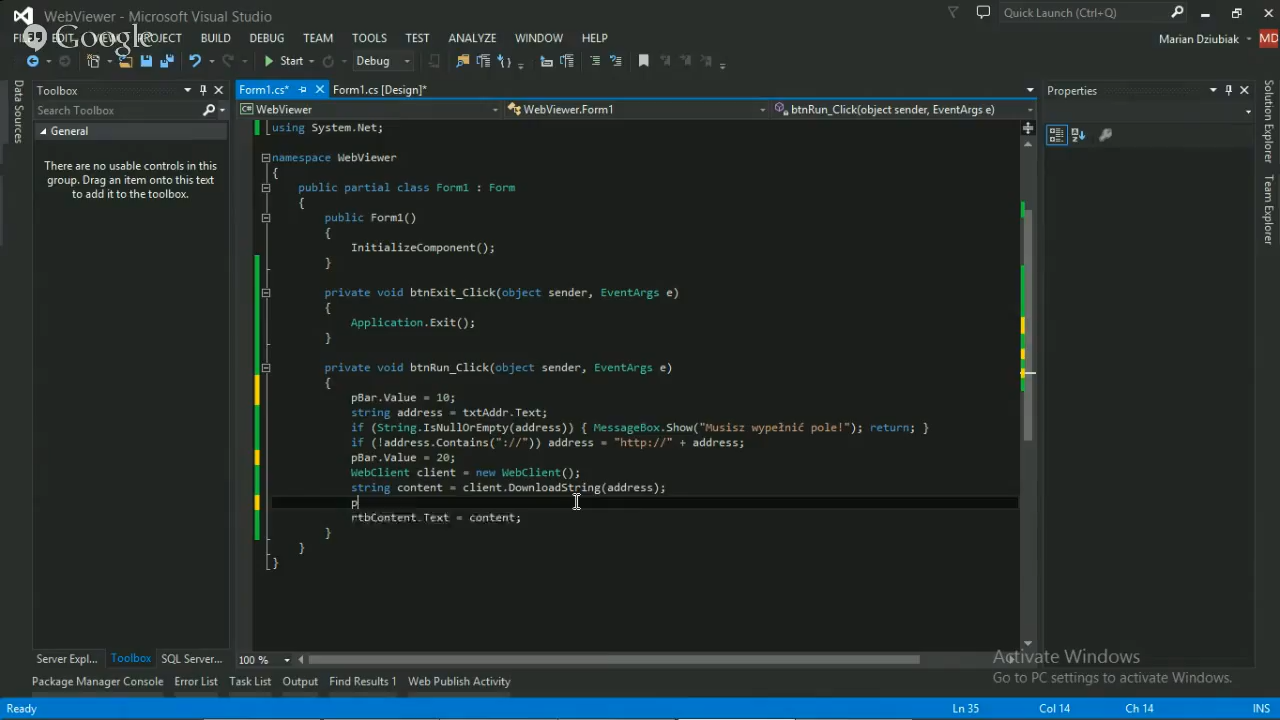 WebViewer - Microsoft Visual Studio
Quick Launch (Ctrl+Q)
Google
PROJECT BUILD DEBUG TEAM TOOLS TEST ANALYZE WINDOW HELP
Marian Dziubiak MD
Start Debug
Toolbox
Form1.cs* Form1.cs [Design]*
Properties
Search Toolbox
WebViewer WebViewer.Form1 btnRun_Click(object sender, EventArgs e)
General
There are no usable controls in this
group. Drag an item onto this text
to add it to the toolbox.
Data Sources
Solution Explorer
Team Explorer
using System.Net;
namespace WebViewer
{
public partial class Form1 : Form
{
public Form1()
{
InitializeComponent();
}
private void btnExit_Click(object sender, EventArgs e)
{
Application.Exit();
}
private void btnRun_Click(object sender, EventArgs e)
{
pBar.Value = 10;
string address = txtAddr.Text;
if (String.IsNullOrEmpty(address)) { MessageBox.Show("Musisz wypełnić pole!"); return; }
if (!address.Contains("://")) address = "http://" + address;
pBar.Value = 20;
WebClient client = new WebClient();
string content = client.DownloadString(address);
p
rtbContent.Text = content;
}
}
}
Server Expl... Toolbox SQL Server...
100 %
Activate Windows
Go to PC settings to activate Windows.
Package Manager Console Error List Task List Output Find Results 1 Web Publish Activity
Ready Ln 35 Col 14 Ch 14 INS